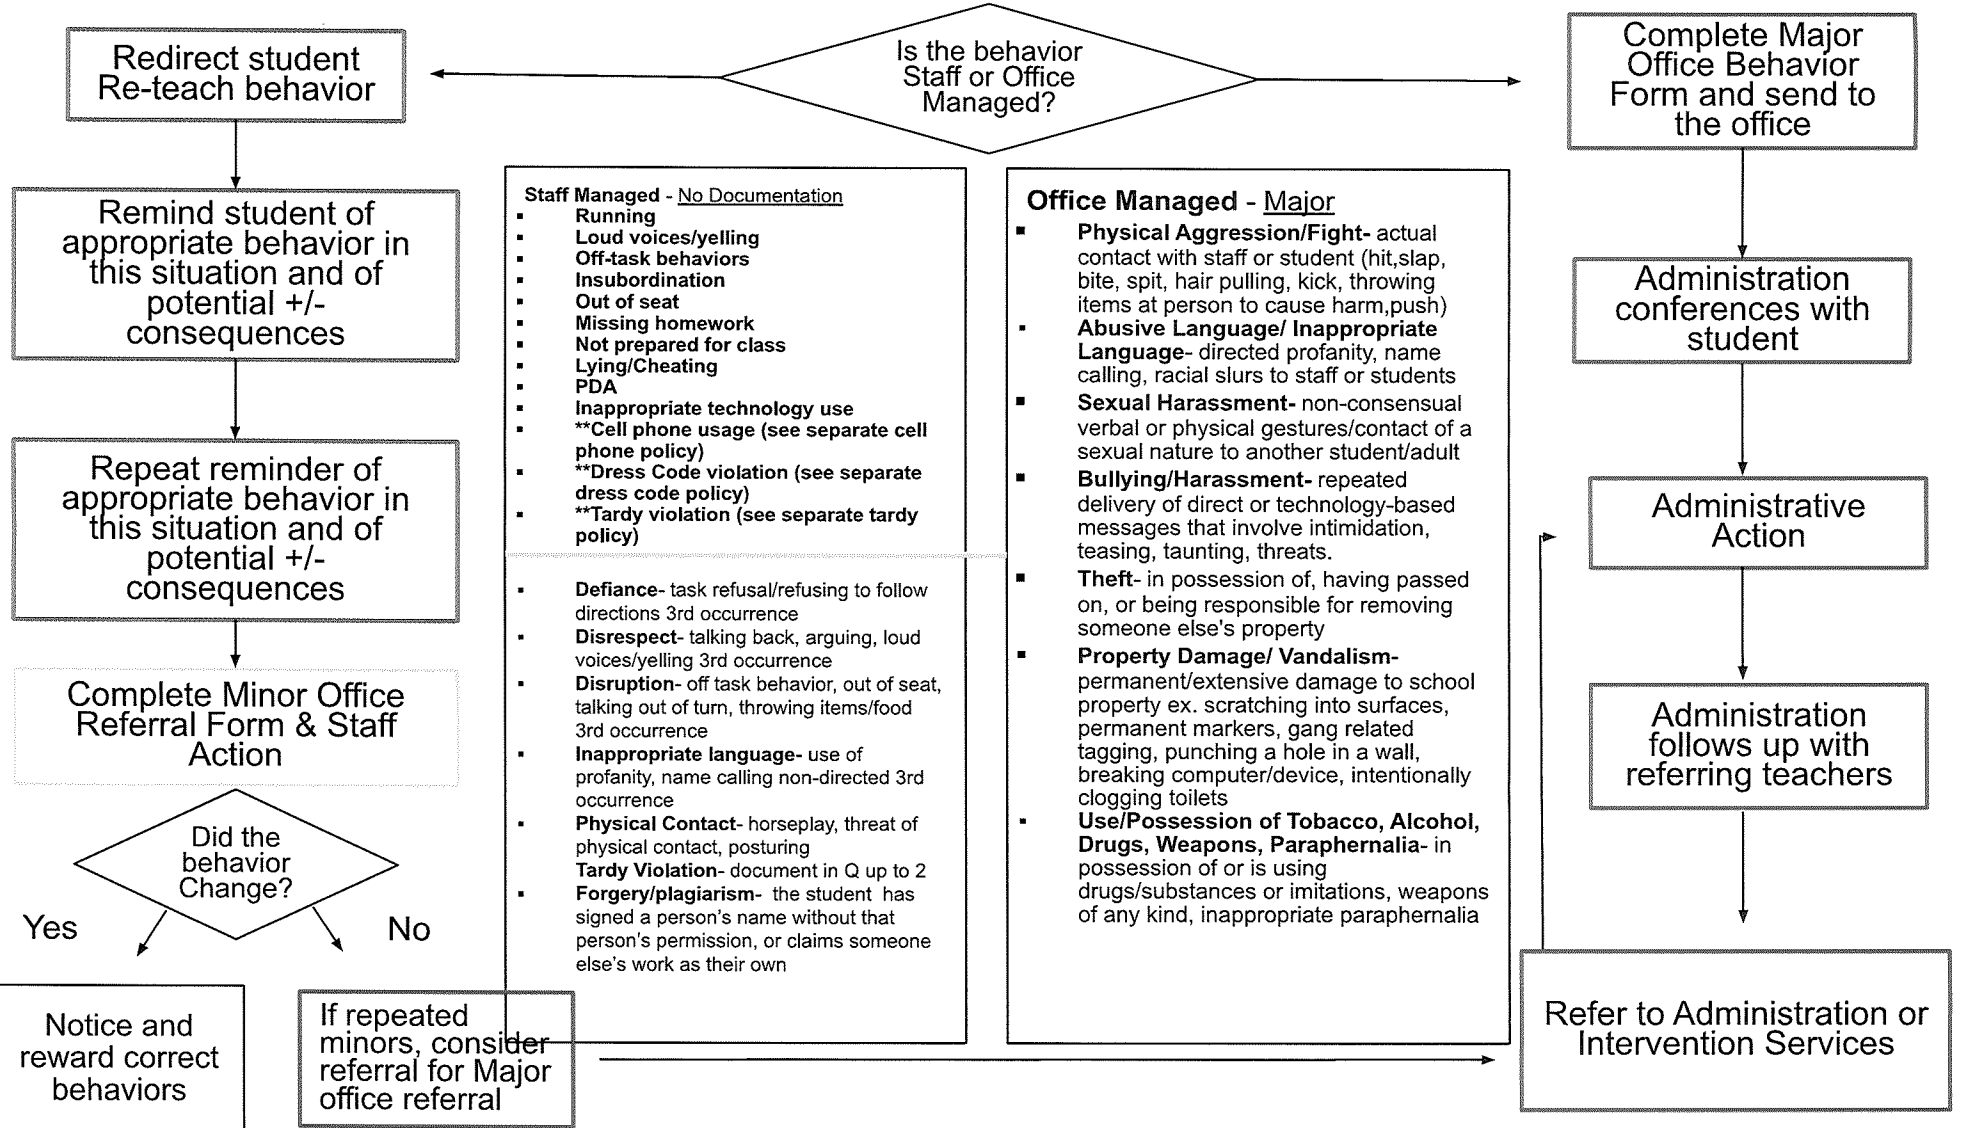 Is the behavior
Staff or Office
Managed?
Redirect student
Re-teach behavior
Remind student of
appropriate behavior in
this situation and of
potential +/-
consequences
Repeat reminder of
appropriate behavior in
this situation and of
potential +/-
consequences
Complete Minor Office
Referral Form & Staff
Action
Did the
behavior
Change?
Yes
No
Notice and
reward correct
behaviors
If repeated
minors, consider
referral for Major
office referral
Staff Managed - No Documentation
▪ Running
▪ Loud voices/yelling
▪ Off-task behaviors
▪ Insubordination
▪ Out of seat
▪ Missing homework
▪ Not prepared for class
▪ Lying/Cheating
▪ PDA
▪ Inappropriate technology use
▪ **Cell phone usage (see separate cell
phone policy)
▪ **Dress Code violation (see separate
dress code policy)
▪ **Tardy violation (see separate tardy
policy)
▪ Defiance- task refusal/refusing to follow
directions 3rd occurrence
▪ Disrespect- talking back, arguing, loud
voices/yelling 3rd occurrence
▪ Disruption- off task behavior, out of seat,
talking out of turn, throwing items/food
3rd occurrence
▪ Inappropriate language- use of
profanity, name calling non-directed 3rd
occurrence
▪ Physical Contact- horseplay, threat of
physical contact, posturing
Tardy Violation- document in Q up to 2
▪ Forgery/plagiarism- the student has
signed a person's name without that
person's permission, or claims someone
else's work as their own
Office Managed - Major
▪ Physical Aggression/Fight- actual
contact with staff or student (hit,slap,
bite, spit, hair pulling, kick, throwing
items at person to cause harm,push)
▪ Abusive Language/ Inappropriate
Language- directed profanity, name
calling, racial slurs to staff or students
▪ Sexual Harassment- non-consensual
verbal or physical gestures/contact of a
sexual nature to another student/adult
▪ Bullying/Harassment- repeated
delivery of direct or technology-based
messages that involve intimidation,
teasing, taunting, threats.
▪ Theft- in possession of, having passed
on, or being responsible for removing
someone else's property
▪ Property Damage/ Vandalism-
permanent/extensive damage to school
property ex. scratching into surfaces,
permanent markers, gang related
tagging, punching a hole in a wall,
breaking computer/device, intentionally
clogging toilets
▪ Use/Possession of Tobacco, Alcohol,
Drugs, Weapons, Paraphernalia- in
possession of or is using
drugs/substances or imitations, weapons
of any kind, inappropriate paraphernalia
Complete Major
Office Behavior
Form and send to
the office
Administration
conferences with
student
Administrative
Action
Administration
follows up with
referring teachers
Refer to Administration or
Intervention Services